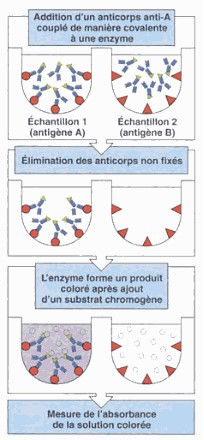 Addition d'un anticorps anti-A
couplé de manière covalente
à une enzyme
Échantillon 1
(antigène A)
Échantillon 2
(antigène B)
Élimination des anticorps non fixés
L'enzyme forme un produit
coloré après ajout
d'un substrat chromogène
Mesure de l'absorbance
de la solution colorée